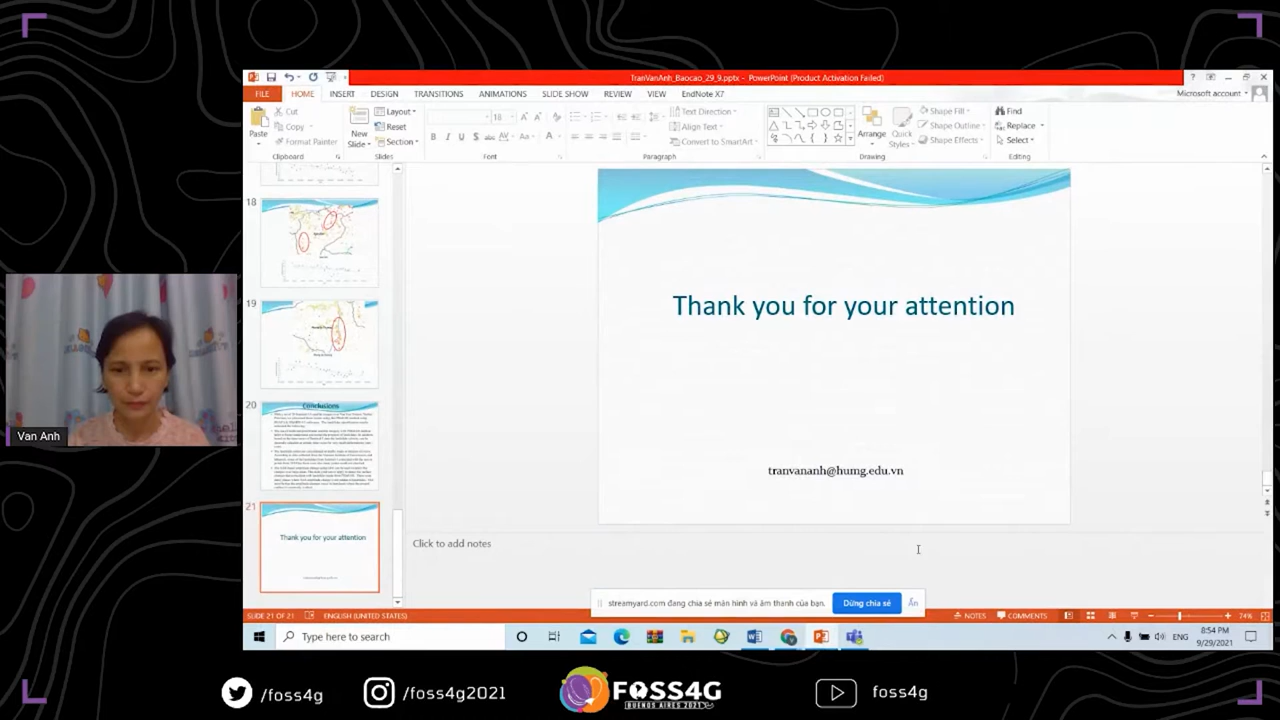 TranVanAnh_Baocao_29_9.pptx - PowerPoint (Product Activation Failed)
FILE HOME INSERT DESIGN TRANSITIONS ANIMATIONS SLIDE SHOW REVIEW VIEW EndNote X7
Microsoft account
Paste
Cut
Copy
Format Painter
Clipboard
New Slide
Layout
Reset
Section
Slides
18
Font
Text Direction
Align Text
Convert to SmartArt
Paragraph
Arrange
Quick Styles
Shape Fill
Shape Outline
Shape Effects
Drawing
Find
Replace
Select
Editing
18
19
20
Conclusions
21
Thank you for your attention
Thank you for your attention
tranvananh@humg.edu.vn
Click to add notes
streamyard.com đang chia sẻ màn hình và âm thanh của bạn.
Dừng chia sẻ
Ẩn
SLIDE 21 OF 21
ENGLISH (UNITED STATES)
NOTES
COMMENTS
74%
Type here to search
ENG
8:54 PM
9/29/2021
Van Anh
/foss4g
/foss4g2021
FOSS4G
BUENOS AIRES 2021
foss4g